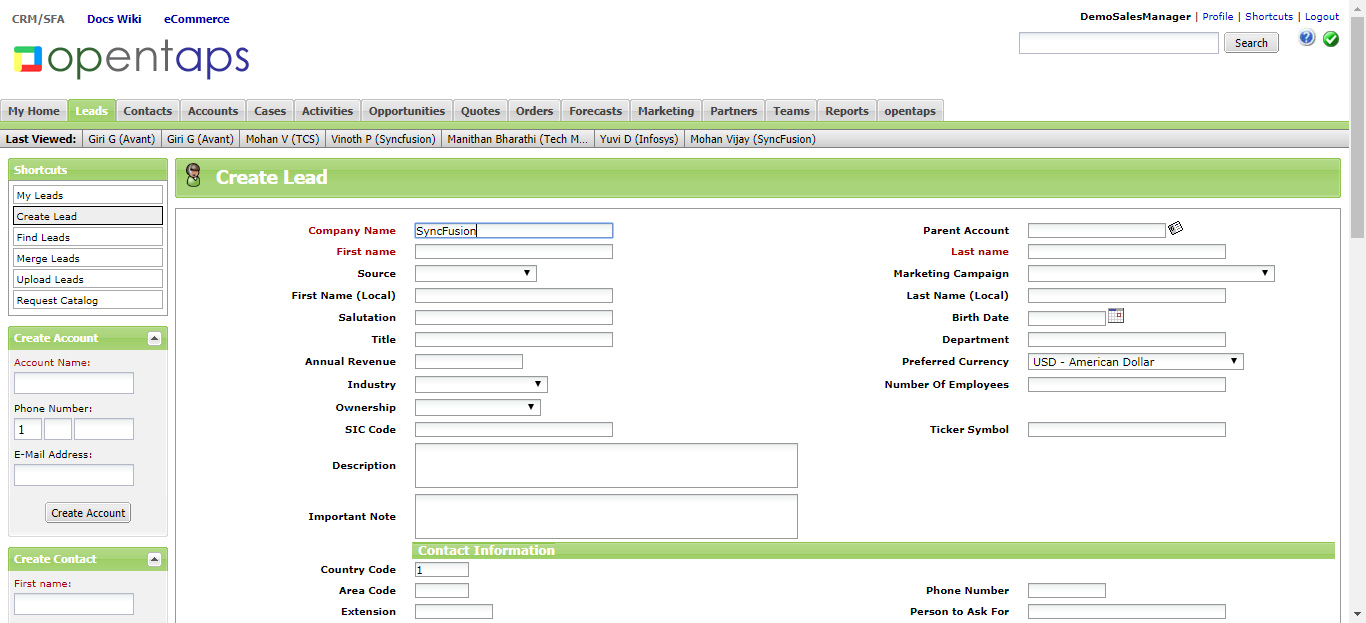 CRM/SFA Docs Wiki eCommerce
DemoSalesManager | Profile | Shortcuts | Logout
opentaps
Search
My Home Leads Contacts Accounts Cases Activities Opportunities Quotes Orders Forecasts Marketing Partners Teams Reports opentaps
Last Viewed: Giri G (Avant) Giri G (Avant) Mohan V (TCS) Vinoth P (Syncfusion) Manithan Bharathi (Tech M... Yuvi D (Infosys) Mohan Vijay (SyncFusion)
Shortcuts
My Leads
Create Lead
Find Leads
Merge Leads
Upload Leads
Request Catalog
Create Account
Account Name:
Phone Number:
1
E-Mail Address:
Create Account
Create Contact
First name:
Create Lead
Company Name SyncFusion Parent Account
First name Last name
Source Marketing Campaign
First Name (Local) Last Name (Local)
Salutation Birth Date
Title Department
Annual Revenue Preferred Currency USD - American Dollar
Industry Number Of Employees
Ownership
SIC Code Ticker Symbol
Description
Important Note
Contact Information
Country Code 1
Area Code Phone Number
Extension Person to Ask For